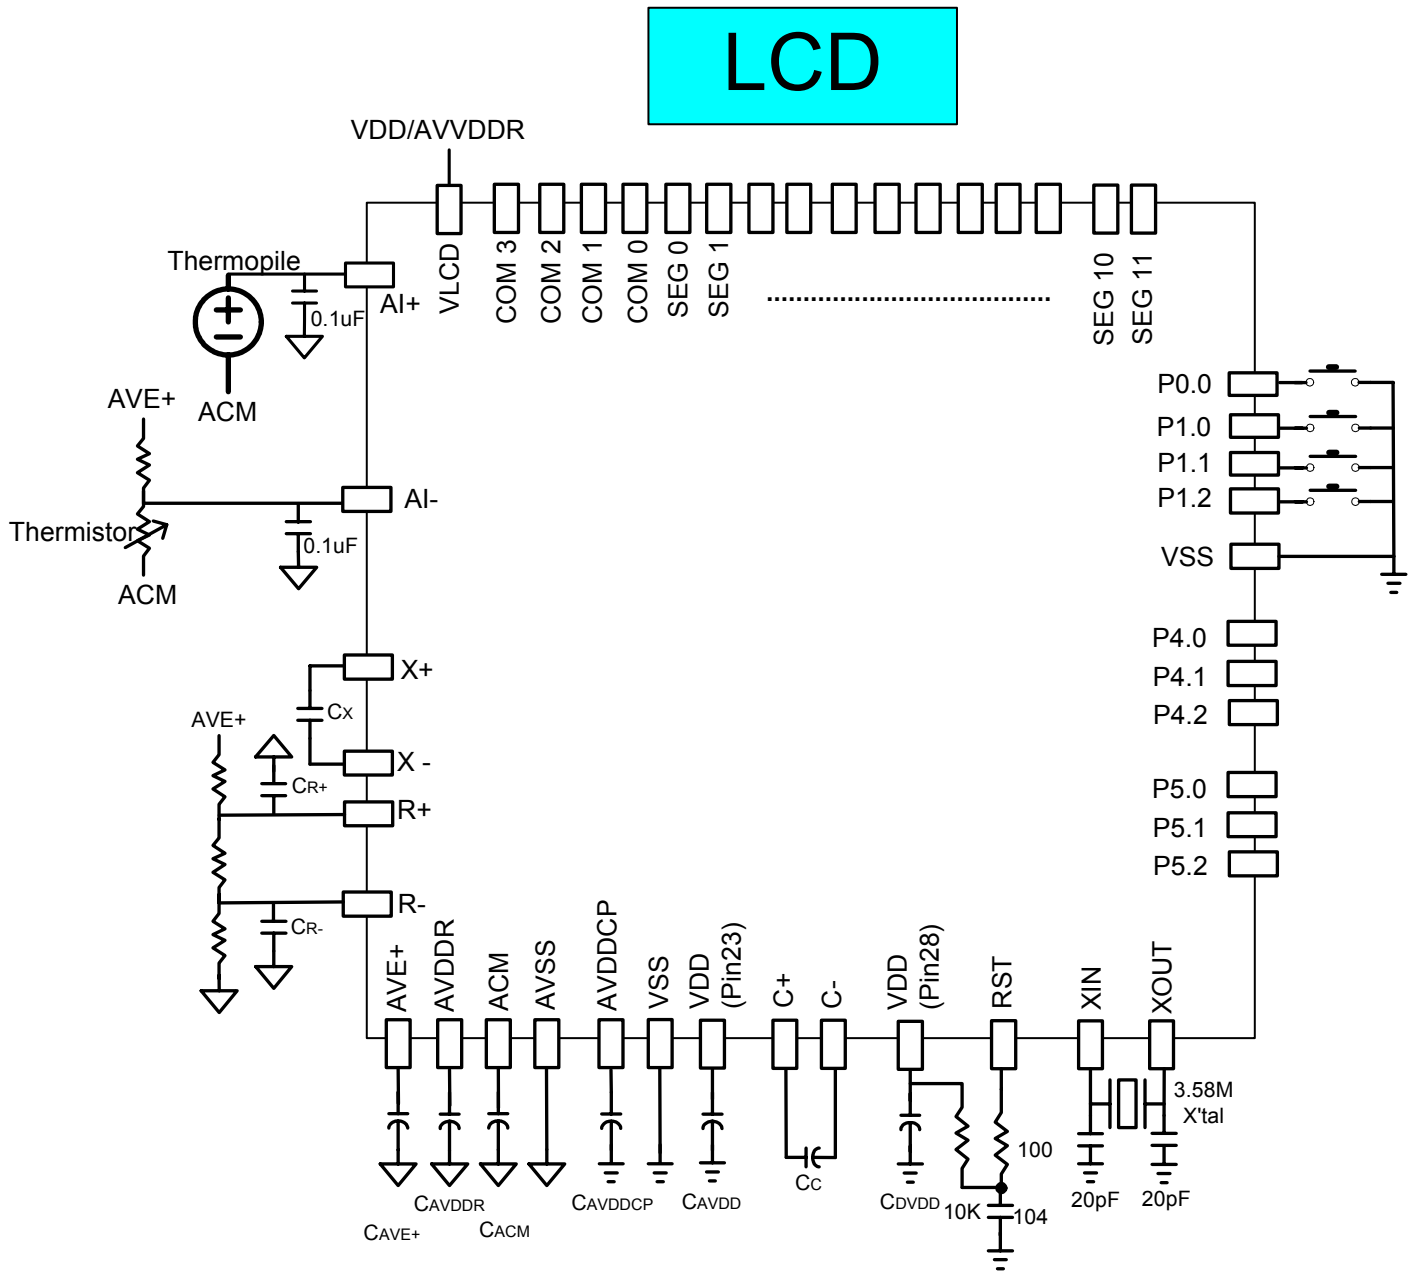 LCD
VDD/AVVDDR
VLCD
COM 3
COM 2
COM 1
COM 0
SEG 0
SEG 1
SEG 10
SEG 11
Thermopile
AI+
0.1uF
ACM
AVE+
AI-
Thermistor
0.1uF
ACM
X+
CX
X -
AVE+
CR+
R+
R-
CR-
P0.0
P1.0
P1.1
P1.2
VSS
P4.0
P4.1
P4.2
P5.0
P5.1
P5.2
AVE+
AVDDR
ACM
AVSS
AVDDCP
VSS
VDD
(Pin23)
C+
C-
VDD
(Pin28)
RST
XIN
XOUT
3.58M
X'tal
100
CC
CAVE+
CAVDDR
CACM
CAVDDCP
CAVDD
CDVDD
10K
104
20pF
20pF